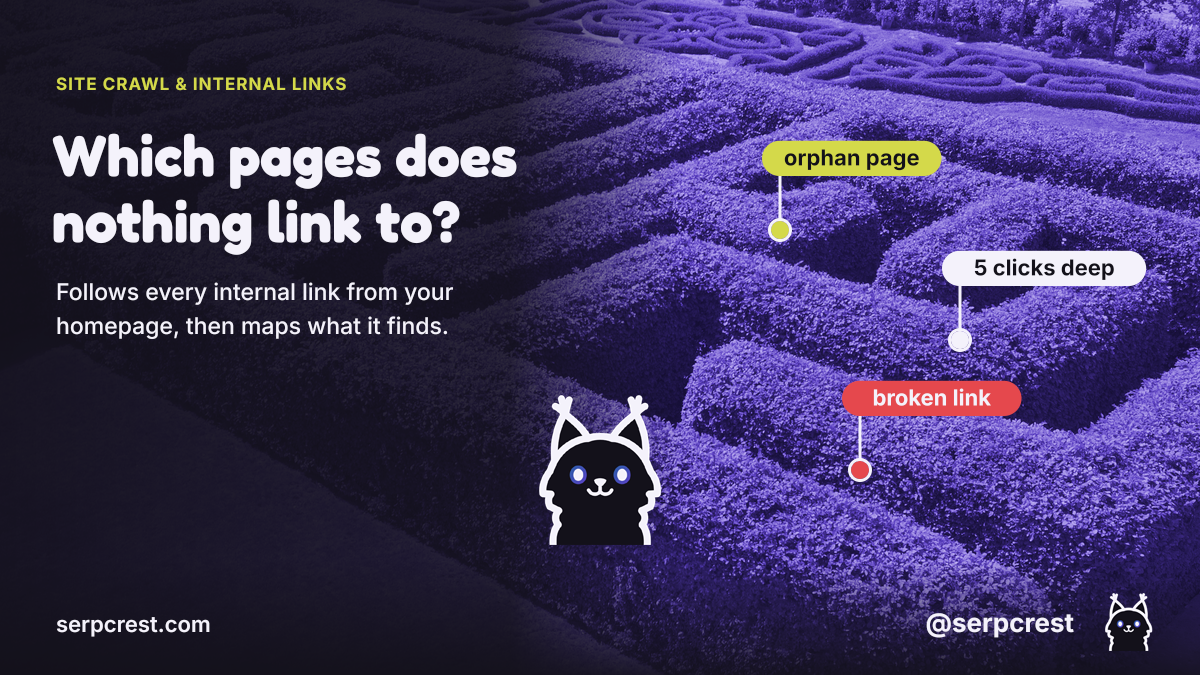 SITE CRAWL & INTERNAL LINKS
Which pages does
nothing link to?
Follows every internal link from your
homepage, then maps what it finds.
orphan page
5 clicks deep
broken link
serpcrest.com
@serpcrest